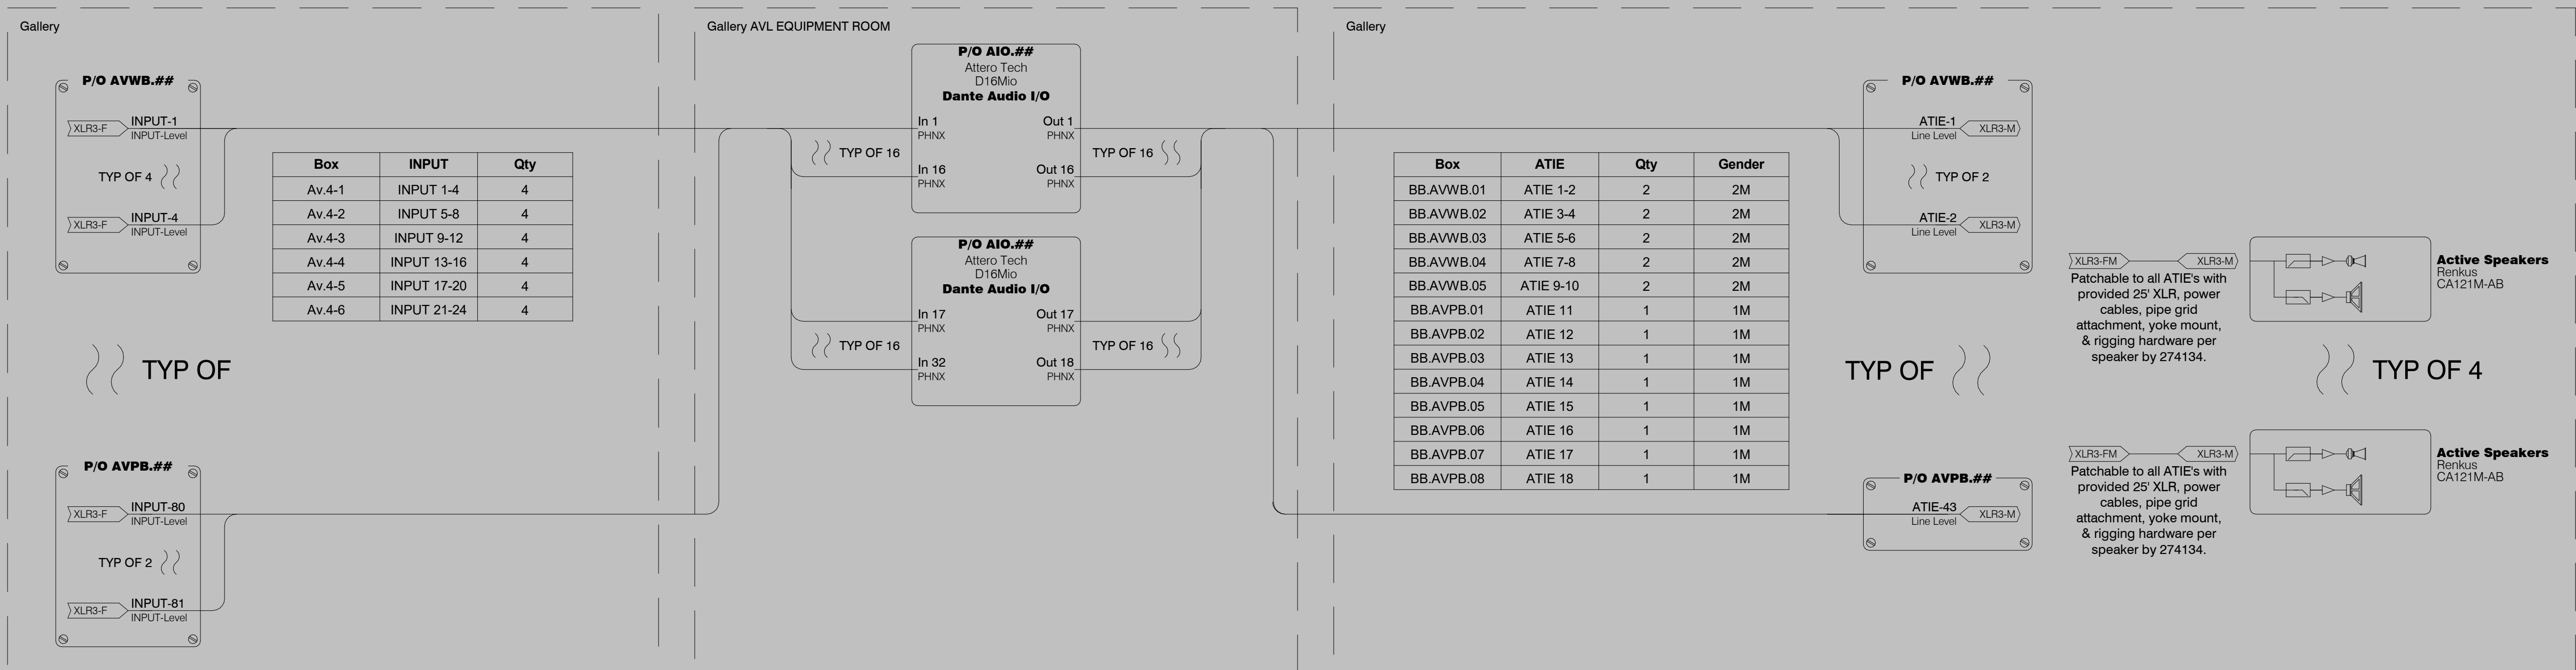 Gallery
P/O AVWB.##
XLR3-F
INPUT-1
INPUT-Level
TYP OF 4
XLR3-F
INPUT-4
INPUT-Level
Box INPUT Qty
Av.4-1 INPUT 1-4 4
Av.4-2 INPUT 5-8 4
Av.4-3 INPUT 9-12 4
Av.4-4 INPUT 13-16 4
Av.4-5 INPUT 17-20 4
Av.4-6 INPUT 21-24 4
TYP OF
P/O AVPB.##
XLR3-F
INPUT-80
INPUT-Level
TYP OF 2
XLR3-F
INPUT-81
INPUT-Level
Gallery AVL EQUIPMENT ROOM
P/O AIO.##
Attero Tech
D16Mio
Dante Audio I/O
In 1 Out 1
PHNX PHNX
TYP OF 16 TYP OF 16
In 16 Out 16
PHNX PHNX
P/O AIO.##
Attero Tech
D16Mio
Dante Audio I/O
In 17 Out 17
PHNX PHNX
TYP OF 16 TYP OF 16
In 32 Out 18
PHNX PHNX
Gallery
Box ATIE Qty Gender
BB.AVWB.01 ATIE 1-2 2 2M
BB.AVWB.02 ATIE 3-4 2 2M
BB.AVWB.03 ATIE 5-6 2 2M
BB.AVWB.04 ATIE 7-8 2 2M
BB.AVWB.05 ATIE 9-10 2 2M
BB.AVPB.01 ATIE 11 1 1M
BB.AVPB.02 ATIE 12 1 1M
BB.AVPB.03 ATIE 13 1 1M
BB.AVPB.04 ATIE 14 1 1M
BB.AVPB.05 ATIE 15 1 1M
BB.AVPB.06 ATIE 16 1 1M
BB.AVPB.07 ATIE 17 1 1M
BB.AVPB.08 ATIE 18 1 1M
P/O AVWB.##
ATIE-1
Line Level
XLR3-M
TYP OF 2
ATIE-2
Line Level
XLR3-M
TYP OF
P/O AVPB.##
ATIE-43
Line Level
XLR3-M
XLR3-FM XLR3-M
Patchable to all ATIE's with
provided 25' XLR, power
cables, pipe grid
attachment, yoke mount,
& rigging hardware per
speaker by 274134.
Active Speakers
Renkus
CA121M-AB
TYP OF 4
XLR3-FM XLR3-M
Patchable to all ATIE's with
provided 25' XLR, power
cables, pipe grid
attachment, yoke mount,
& rigging hardware per
speaker by 274134.
Active Speakers
Renkus
CA121M-AB